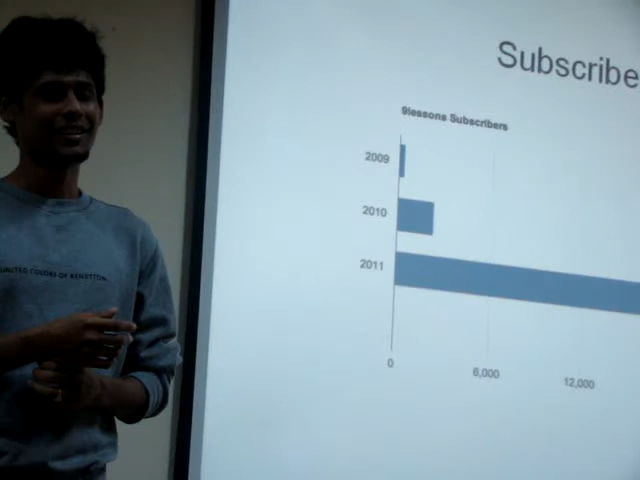 Subscribe
9lessons Subscribers
2009
2010
2011
0
6,000
12,000
UNITED COLORS OF BENETTON.